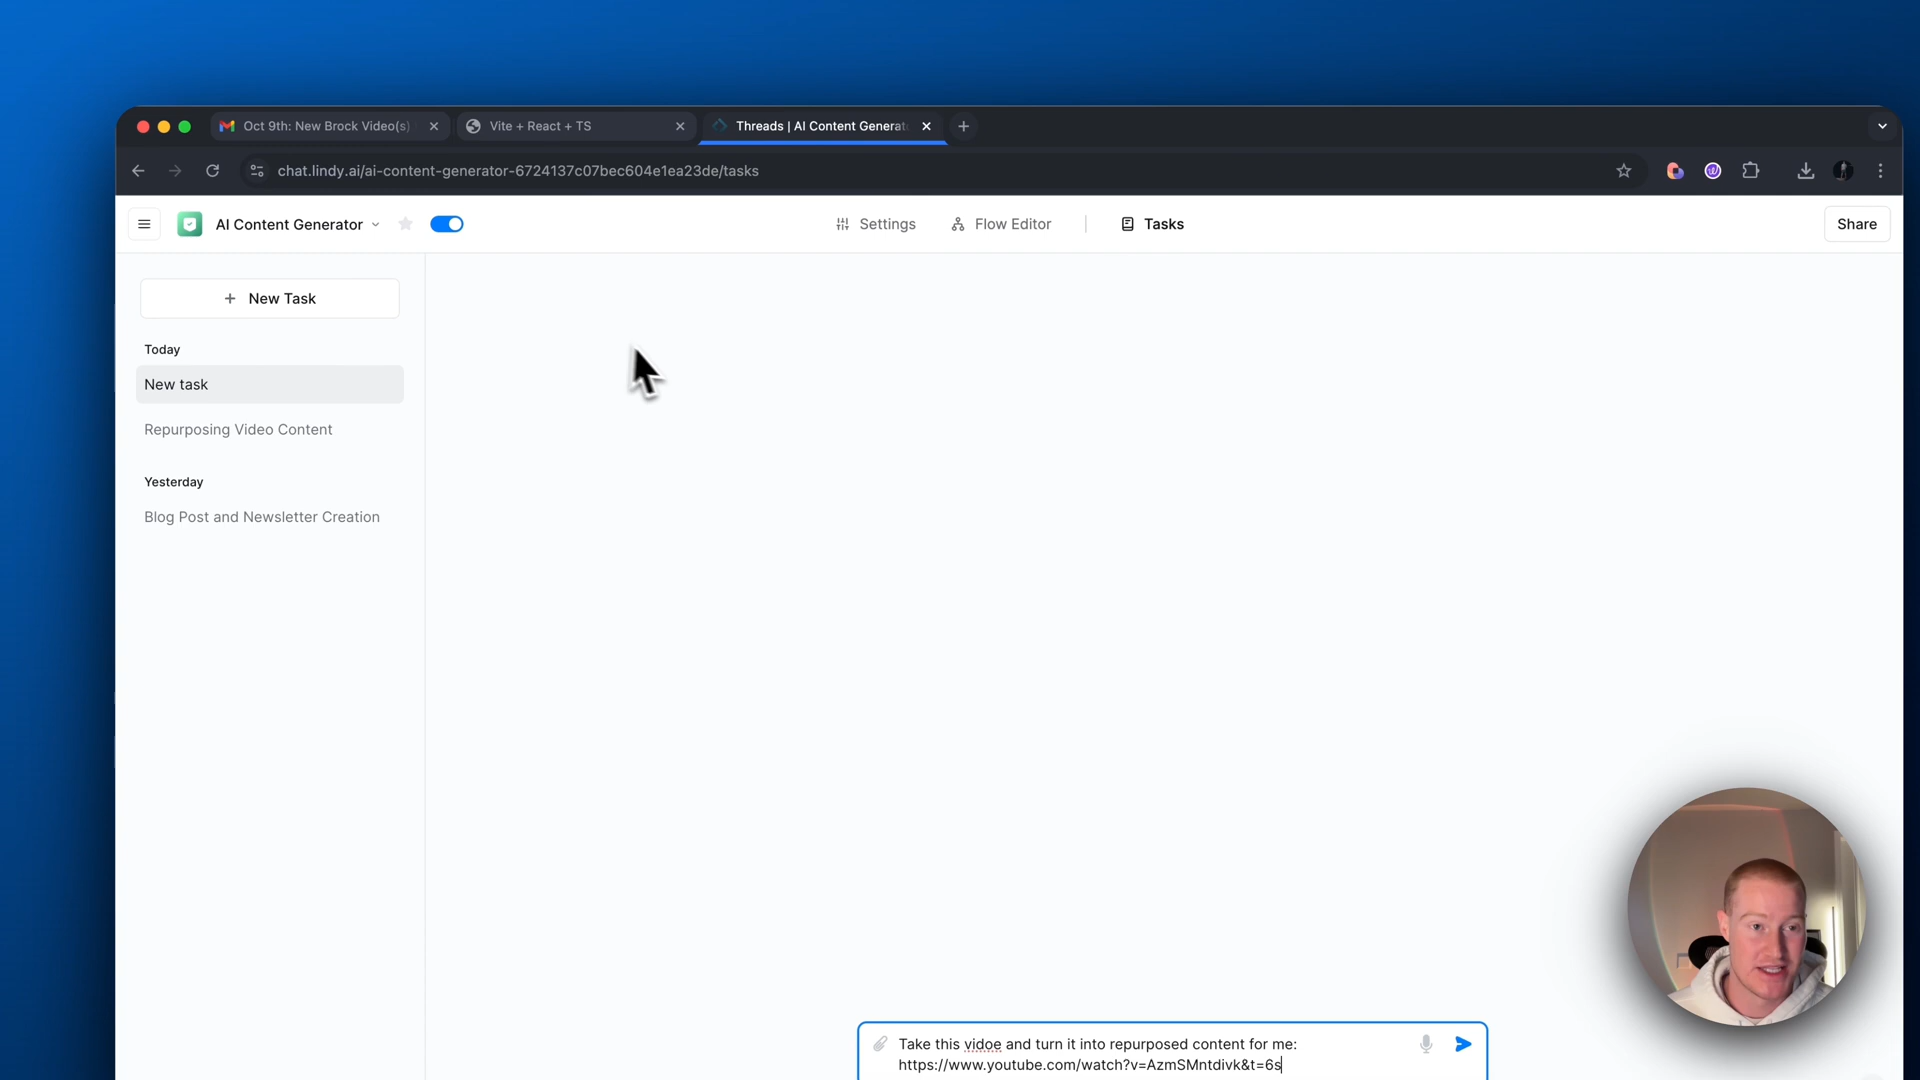 Oct 9th: New Brock Video(s)
Vite + React + TS
Threads | AI Content Generat
chat.lindy.ai/ai-content-generator-6724137c07bec604e1ea23de/tasks
AI Content Generator
Settings
Flow Editor
Tasks
Share
+ New Task
Today
New task
Repurposing Video Content
Yesterday
Blog Post and Newsletter Creation
Take this vidoe and turn it into repurposed content for me:
https://www.youtube.com/watch?v=AzmSMntdivk&t=6s